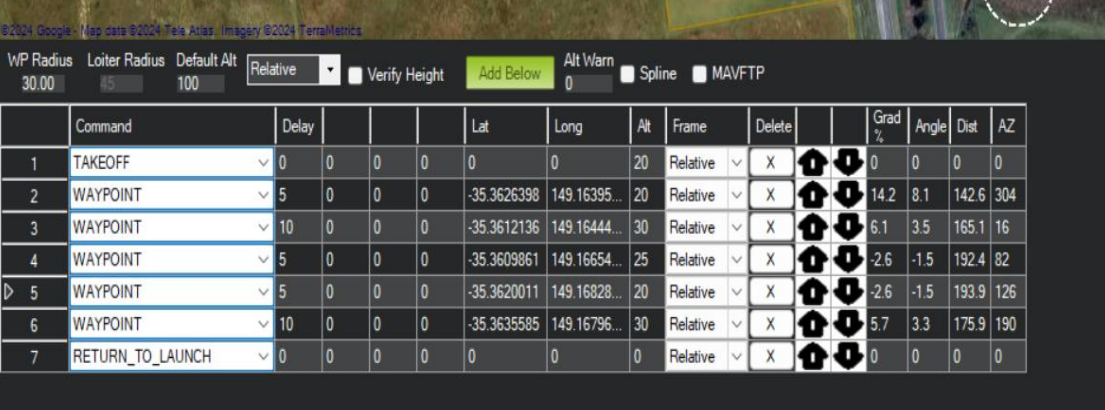 ©2024 Google - Map data ©2024 Tele Atlas, Imagery ©2024 TerraMetrics
WP Radius Loiter Radius Default Alt Relative Verify Height Add Below Alt Warn Spline MAVFTP
30.00 45 100 0
Command Delay Lat Long Alt Frame Delete Grad % Angle Dist AZ
1 TAKEOFF 0 0 0 0 0 0 20 Relative X 0 0 0 0
2 WAYPOINT 5 0 0 0 -35.3626398 149.16395... 20 Relative X 14.2 8.1 142.6 304
3 WAYPOINT 10 0 0 0 -35.3612136 149.16444... 30 Relative X 6.1 3.5 165.1 16
4 WAYPOINT 5 0 0 0 -35.3609861 149.16654... 25 Relative X -2.6 -1.5 192.4 82
5 WAYPOINT 5 0 0 0 -35.3620011 149.16828... 20 Relative X -2.6 -1.5 193.9 126
6 WAYPOINT 10 0 0 0 -35.3635585 149.16796... 30 Relative X 5.7 3.3 175.9 190
7 RETURN_TO_LAUNCH 0 0 0 0 0 0 0 Relative X 0 0 0 0